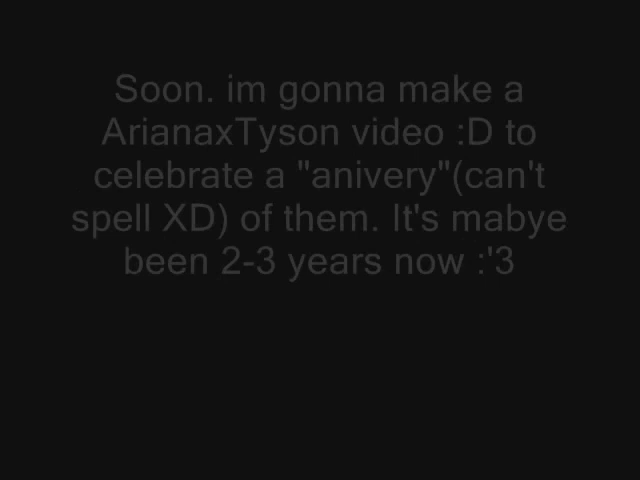 Soon. im gonna make a
ArianaxTyson video :D to
celebrate a "anivery"(can't
spell XD) of them. It's mabye
been 2-3 years now :'3